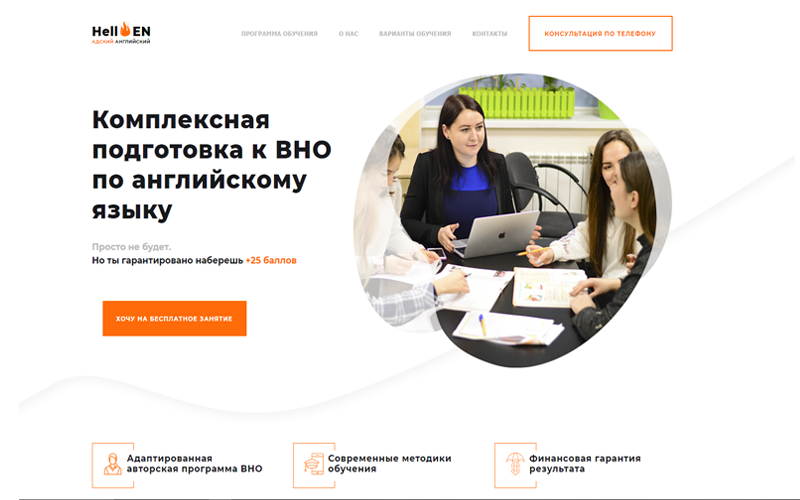 Hell EN
АДСКИЙ АНГЛИЙСКИЙ
ПРОГРАММА ОБУЧЕНИЯ О НАС ВАРИАНТЫ ОБУЧЕНИЯ КОНТАКТЫ
КОНСУЛЬТАЦИЯ ПО ТЕЛЕФОНУ
Комплексная
подготовка к ВНО
по английскому
языку
Просто не будет.
Но ты гарантировано наберешь +25 баллов
ХОЧУ НА БЕСПЛАТНОЕ ЗАНЯТИЕ
Адаптированная
авторская программа ВНО
Современные методики
обучения
Финансовая гарантия
результата